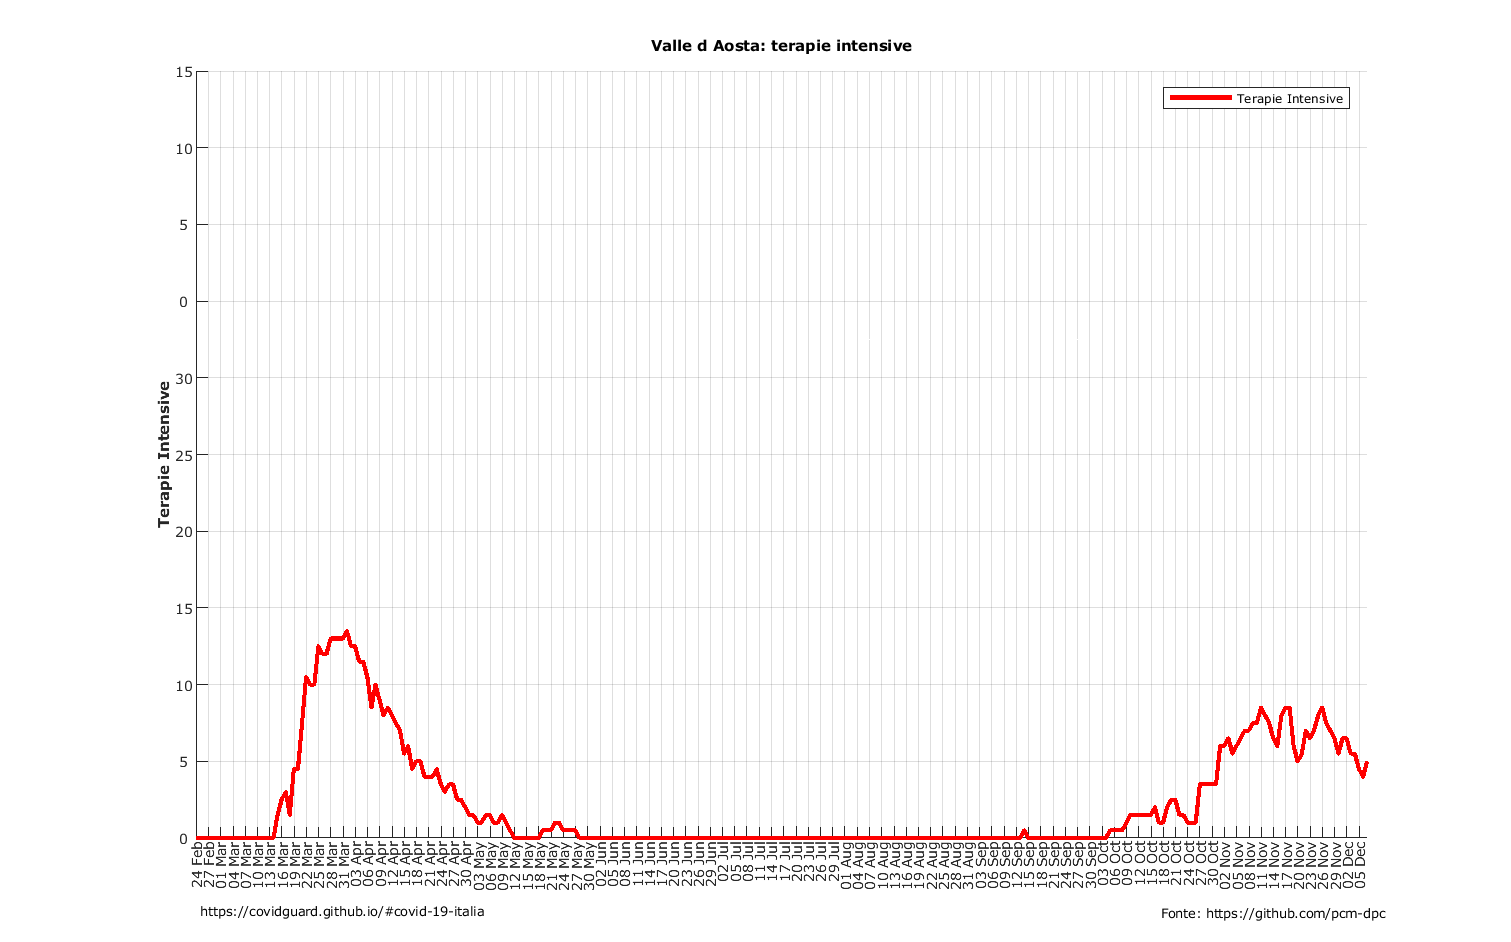 Valle d Aosta: terapie intensive
Terapie Intensive
15
10
5
0
30
25
20
15
10
5
0
Terapie Intensive
24 Feb
27 Feb
01 Mar
04 Mar
07 Mar
10 Mar
13 Mar
16 Mar
19 Mar
22 Mar
25 Mar
28 Mar
31 Mar
03 Apr
06 Apr
09 Apr
12 Apr
15 Apr
18 Apr
21 Apr
24 Apr
27 Apr
30 Apr
03 May
06 May
09 May
12 May
15 May
18 May
21 May
24 May
27 May
30 May
02 Jun
05 Jun
08 Jun
11 Jun
14 Jun
17 Jun
20 Jun
23 Jun
26 Jun
29 Jun
02 Jul
05 Jul
08 Jul
11 Jul
14 Jul
17 Jul
20 Jul
23 Jul
26 Jul
29 Jul
01 Aug
04 Aug
07 Aug
10 Aug
13 Aug
16 Aug
19 Aug
22 Aug
25 Aug
28 Aug
31 Aug
03 Sep
06 Sep
09 Sep
12 Sep
15 Sep
18 Sep
21 Sep
24 Sep
27 Sep
30 Sep
03 Oct
06 Oct
09 Oct
12 Oct
15 Oct
18 Oct
21 Oct
24 Oct
27 Oct
30 Oct
02 Nov
05 Nov
08 Nov
11 Nov
14 Nov
17 Nov
20 Nov
23 Nov
26 Nov
29 Nov
02 Dec
05 Dec
https://covidguard.github.io/#covid-19-italia
Fonte: https://github.com/pcm-dpc